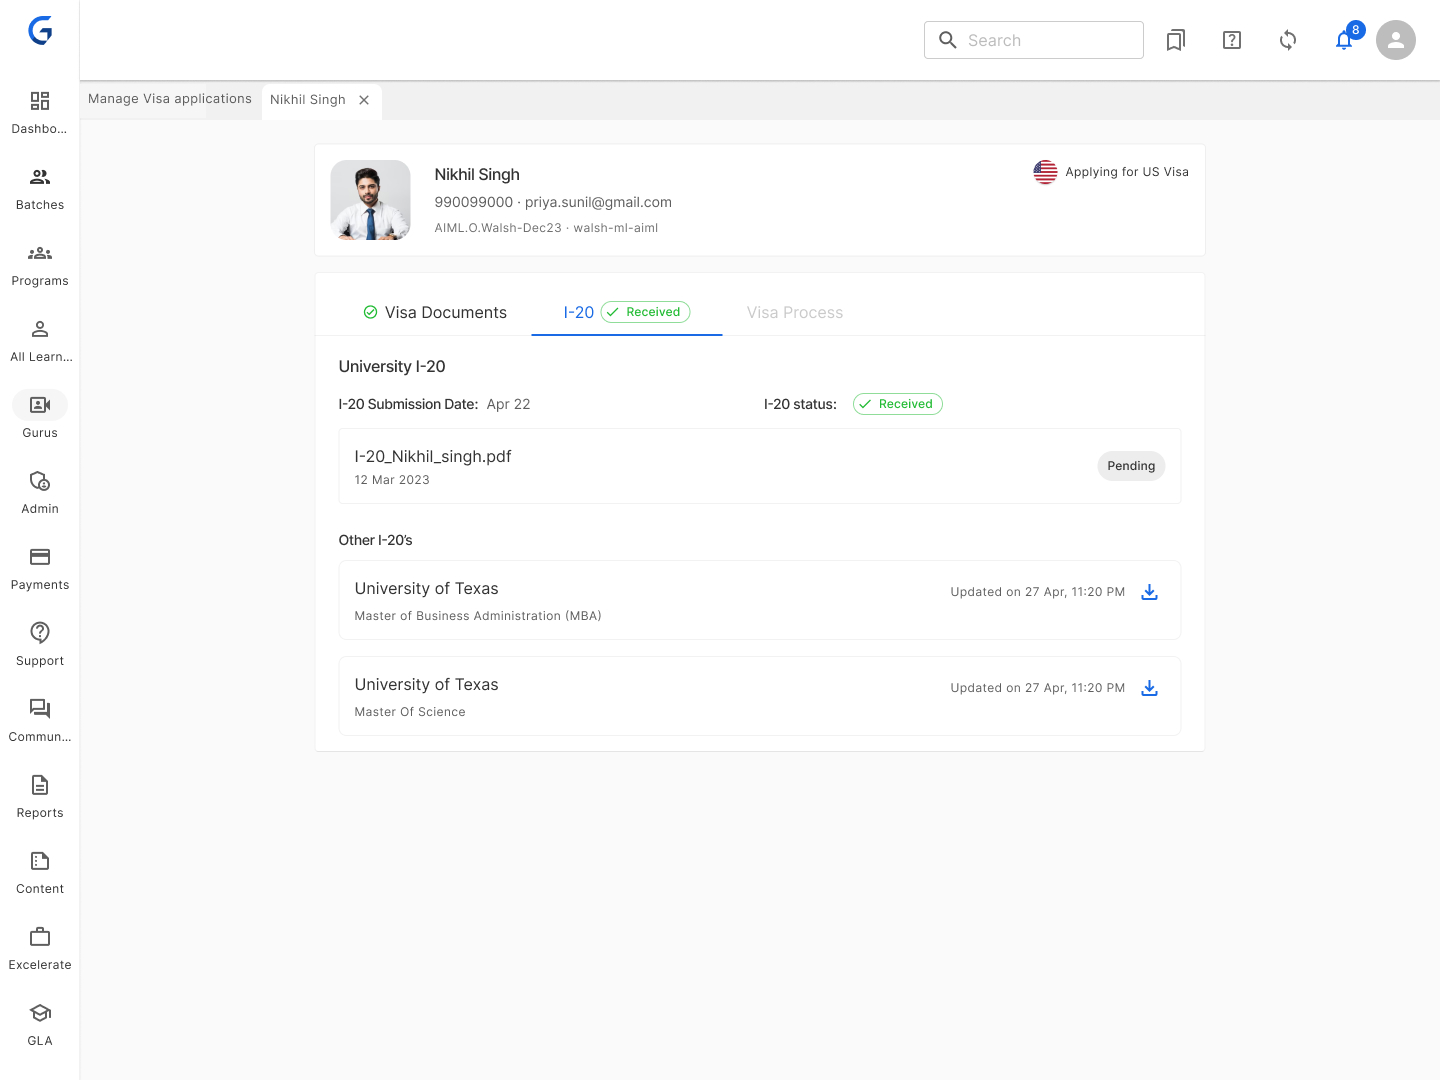 Search
8
Dashbo...
Batches
Programs
All Learn...
Gurus
Admin
Payments
Support
Commun...
Reports
Content
Excelerate
GLA
Manage Visa applications
Nikhil Singh
Nikhil Singh
990099000 · priya.sunil@gmail.com
AIML.O.Walsh-Dec23 · walsh-ml-aiml
Applying for US Visa
Visa Documents
I-20 Received
Visa Process
University I-20
I-20 Submission Date: Apr 22
I-20 status: Received
I-20_Nikhil_singh.pdf
12 Mar 2023
Pending
Other I-20's
University of Texas
Master of Business Administration (MBA)
Updated on 27 Apr, 11:20 PM
University of Texas
Master Of Science
Updated on 27 Apr, 11:20 PM